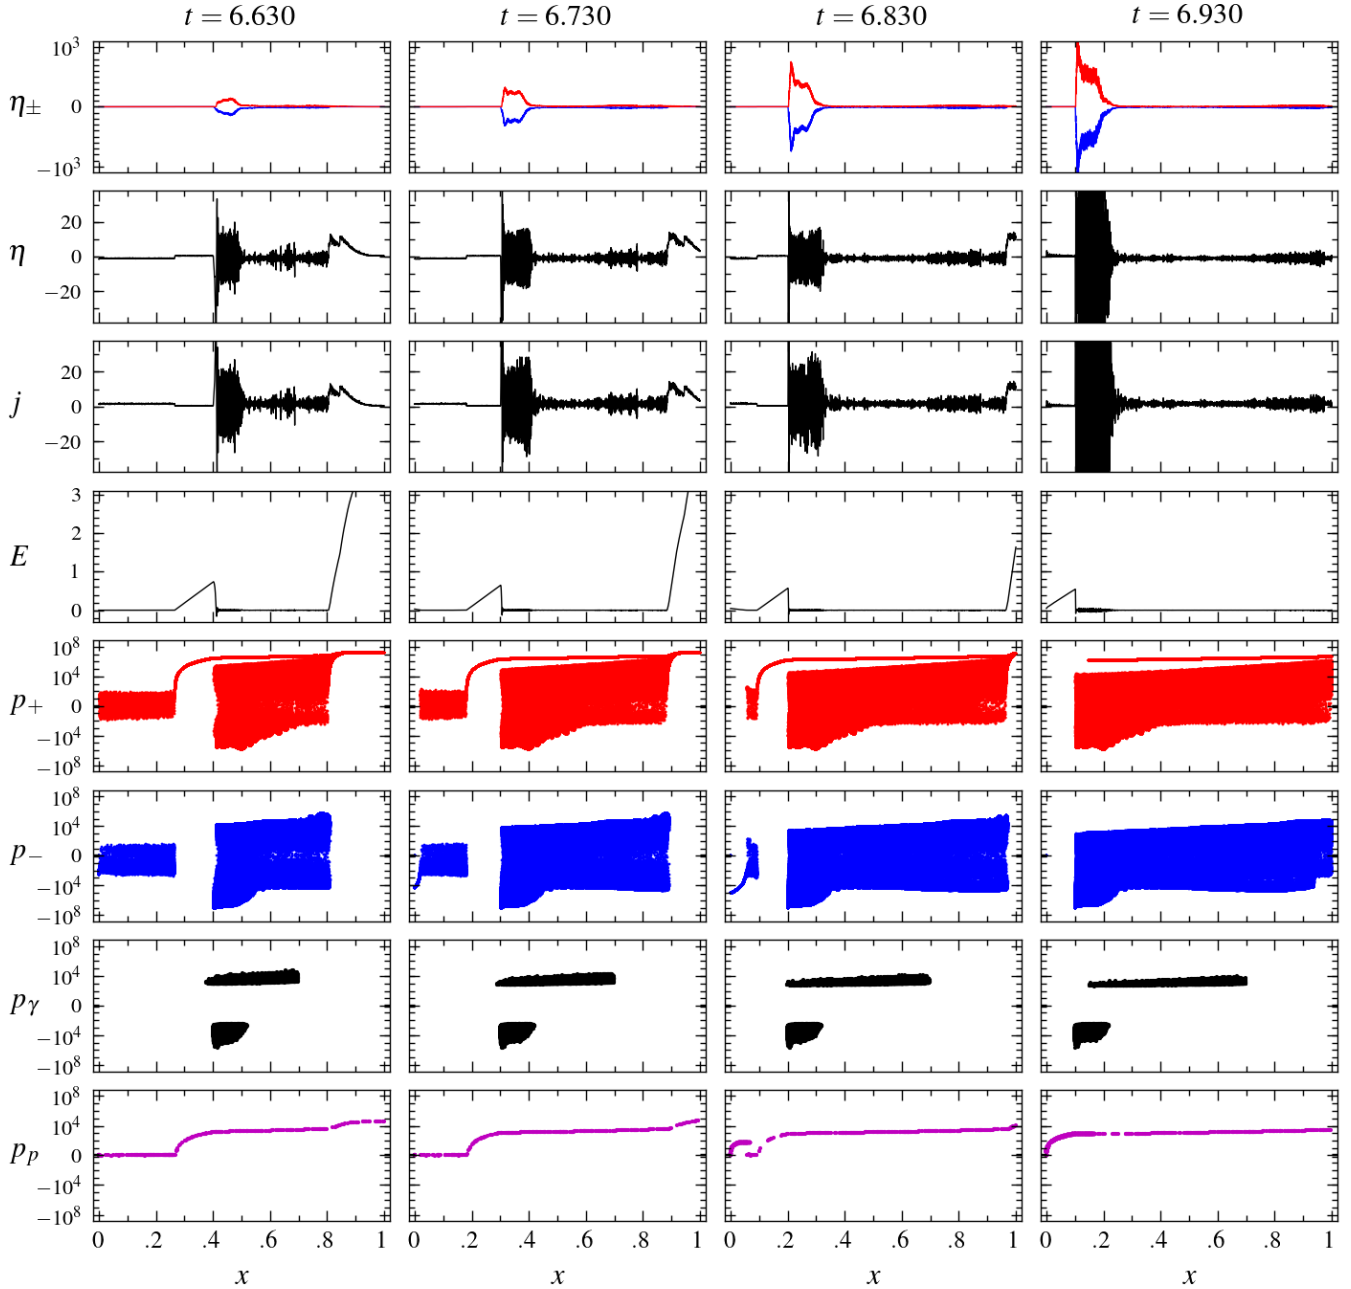 t = 6.630 t = 6.730 t = 6.830 t = 6.930
10³
η± 0
−10³
20
η 0
−20
20
j 0
−20
3
2
E
1
0
10⁸
10⁴
p₊ 0
−10⁴
−10⁸
10⁸
10⁴
p₋ 0
−10⁴
−10⁸
10⁸
10⁴
pγ 0
−10⁴
−10⁸
10⁸
10⁴
pₚ 0
−10⁴
−10⁸
0 .2 .4 .6 .8 1 0 .2 .4 .6 .8 1 0 .2 .4 .6 .8 1 0 .2 .4 .6 .8 1
x x x x